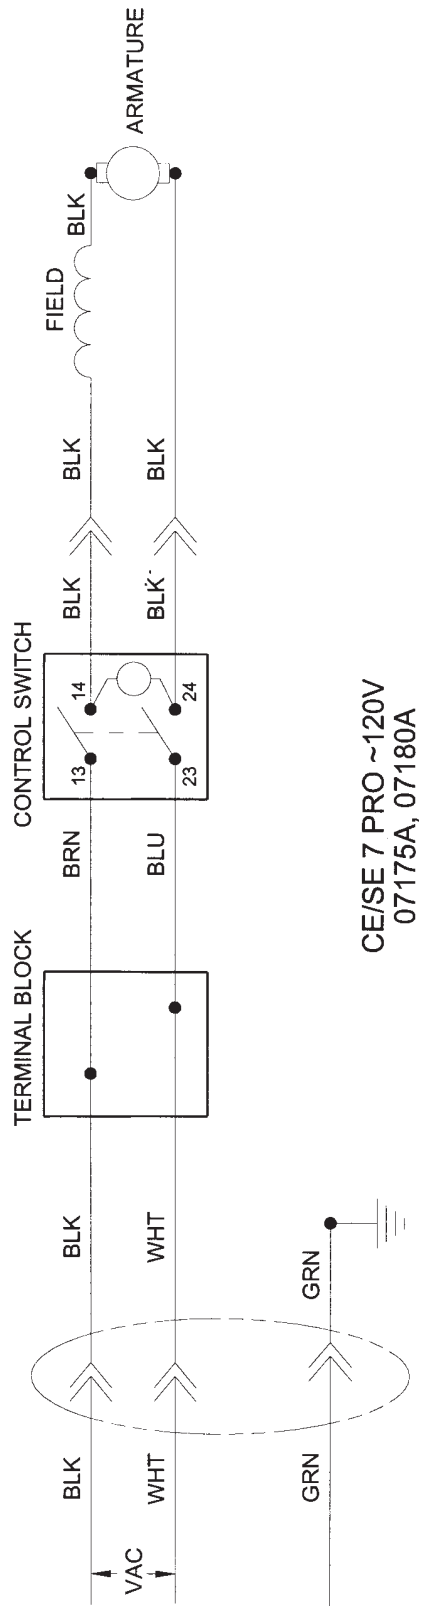 VAC
BLK
BLK
WHT
WHT
GRN
GRN
TERMINAL BLOCK
BRN
BLU
CONTROL SWITCH
13
14
23
24
BLK
BLK
BLK
BLK
FIELD
BLK
ARMATURE
CE/SE 7 PRO ~120V
07175A, 07180A